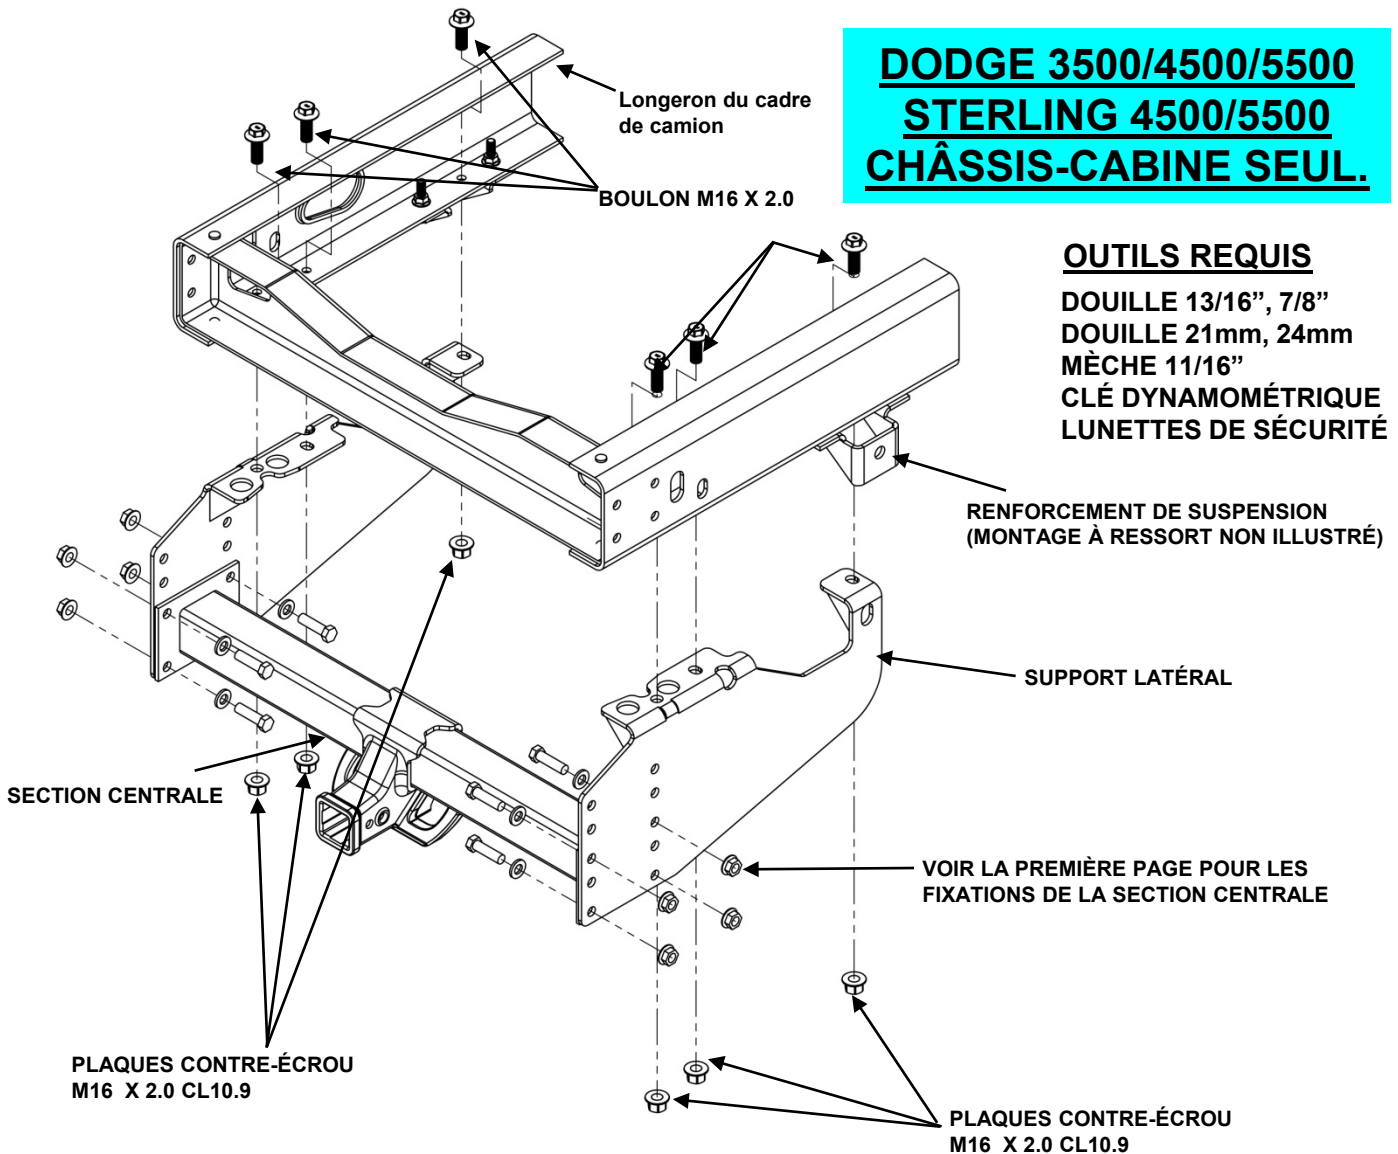 DODGE 3500/4500/5500
STERLING 4500/5500
CHÂSSIS-CABINE SEUL.
Longeron du cadre
de camion
BOULON M16 X 2.0
OUTILS REQUIS
DOUILLE 13/16”, 7/8”
DOUILLE 21mm, 24mm
MÈCHE 11/16”
CLÉ DYNAMOMÉTRIQUE
LUNETTES DE SÉCURITÉ
RENFORCEMENT DE SUSPENSION
(MONTAGE À RESSORT NON ILLUSTRÉ)
SUPPORT LATÉRAL
SECTION CENTRALE
VOIR LA PREMIÈRE PAGE POUR LES
FIXATIONS DE LA SECTION CENTRALE
PLAQUES CONTRE-ÉCROU
M16  X 2.0 CL10.9
PLAQUES CONTRE-ÉCROU
M16  X 2.0 CL10.9